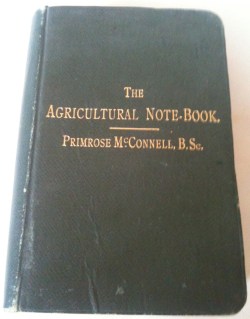 THE
AGRICULTURAL NOTE-BOOK.
PRIMROSE MCCONNELL, B.SC.